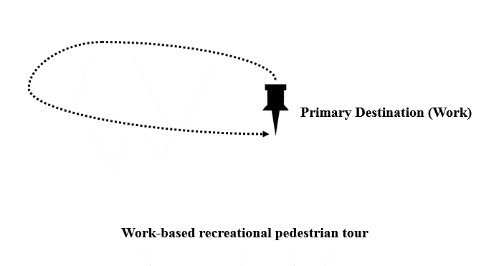 Primary Destination (Work)
Work-based recreational pedestrian tour